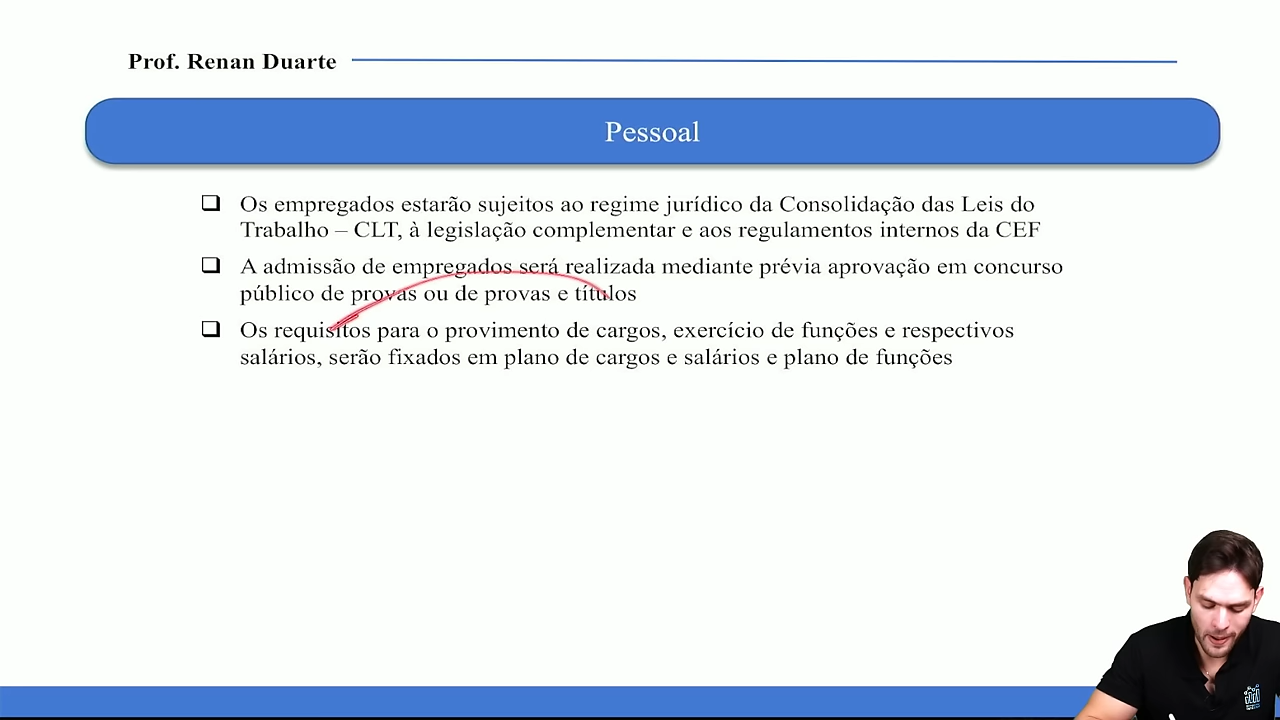 Prof. Renan Duarte
Pessoal
Os empregados estarão sujeitos ao regime jurídico da Consolidação das Leis do
Trabalho – CLT, à legislação complementar e aos regulamentos internos da CEF
A admissão de empregados será realizada mediante prévia aprovação em concurso
público de provas ou de provas e títulos
Os requisitos para o provimento de cargos, exercício de funções e respectivos
salários, serão fixados em plano de cargos e salários e plano de funções